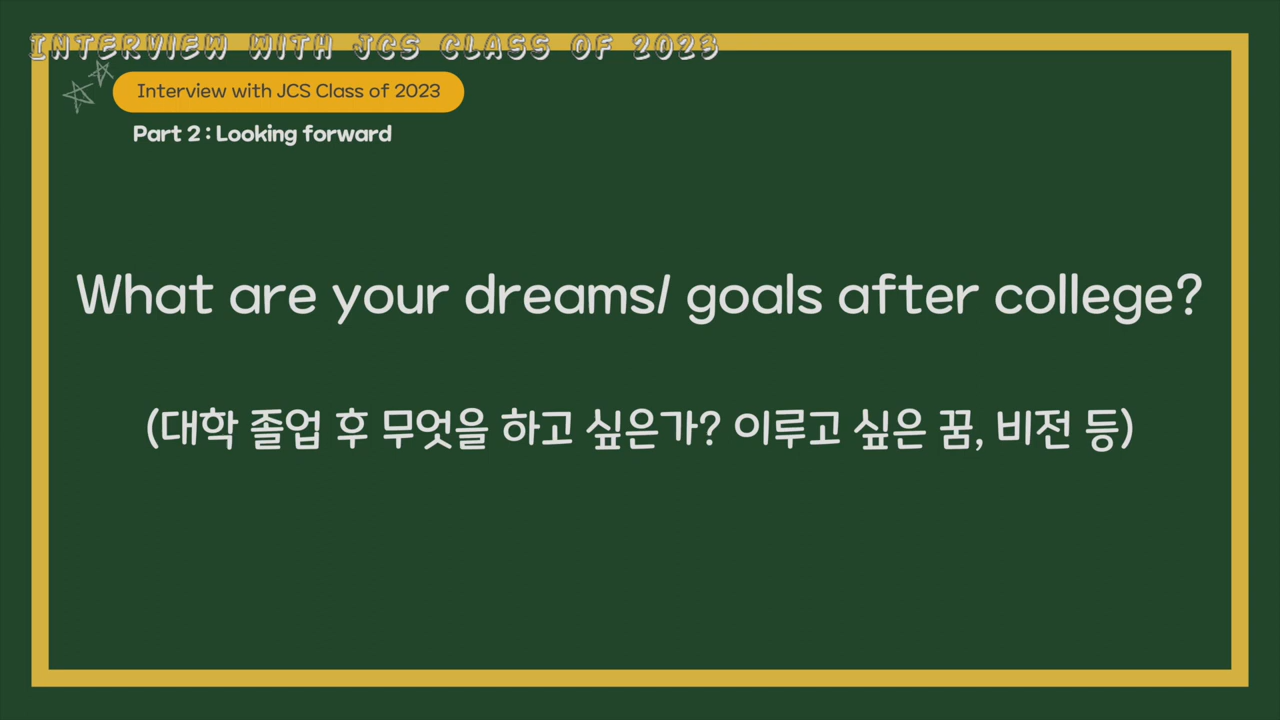 INTERVIEW WITH JCS CLASS OF 2023
Interview with JCS Class of 2023
Part 2 : Looking forward
What are your dreams/ goals after college?
(대학 졸업 후 무엇을 하고 싶은가? 이루고 싶은 꿈, 비전 등)